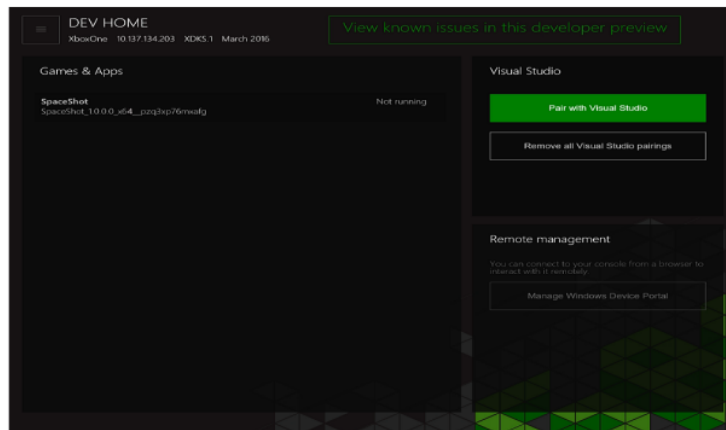 DEV HOME
XboxOne 10.137.134.203 XDK5.1 March 2016
View known issues in this developer preview
Games & Apps
SpaceShot Not running
SpaceShot_1.0.0.0_x64__pzq3xp76mxafg
Visual Studio
Pair with Visual Studio
Remove all Visual Studio pairings
Remote management
You can connect to your console from a browser to
interact with it remotely.
Manage Windows Device Portal